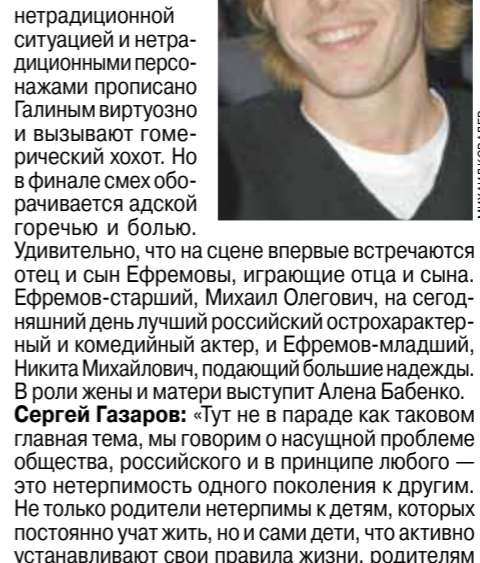 нетрадиционной
ситуацией и нетра-
диционными персо-
нажами прописано
Галиным виртуозно
и вызывают гоме-
рический хохот. Но
в финале смех обо-
рачивается адской
горечью и болью.
Удивительно, что на сцене впервые встречаются
отец и сын Ефремовы, играющие отца и сына.
Ефремов-старший, Михаил Олегович, на сегод-
няшний день лучший российский острохарактер-
ный и комедийный актер, и Ефремов-младший,
Никита Михайлович, подающий большие надежды.
В роли жены и матери выступит Алена Бабенко.
Сергей Газаров: «Тут не в параде как таковом
главная тема, мы говорим о насущной проблеме
общества, российского и в принципе любого —
это нетерпимость одного поколения к другим.
Не только родители нетерпимы к детям, которых
постоянно учат жить, но и сами дети, что активно
устанавливают свои правила жизни, родителям